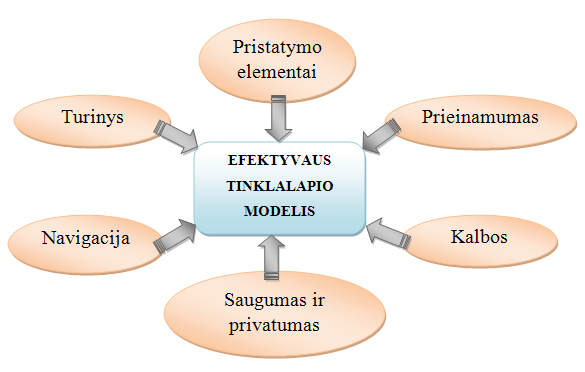 Pristatymo
elementai
Turinys
Prieinamumas
EFEKTYVAUS
TINKLALAPIO
MODELIS
Navigacija
Kalbos
Saugumas ir
privatumas